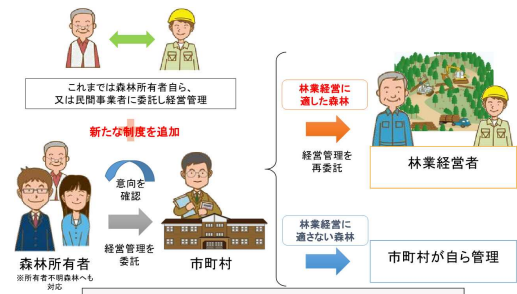 これまでは森林所有者自ら、
又は民間事業者に委託し経営管理
新たな制度を追加
意向を
確認
経営管理を
委託
森林所有者
※所有者不明森林へも
対応
市町村
林業経営に
適した森林
経営管理を
再委託
林業経営者
林業経営に
適さない森林
市町村が自ら管理